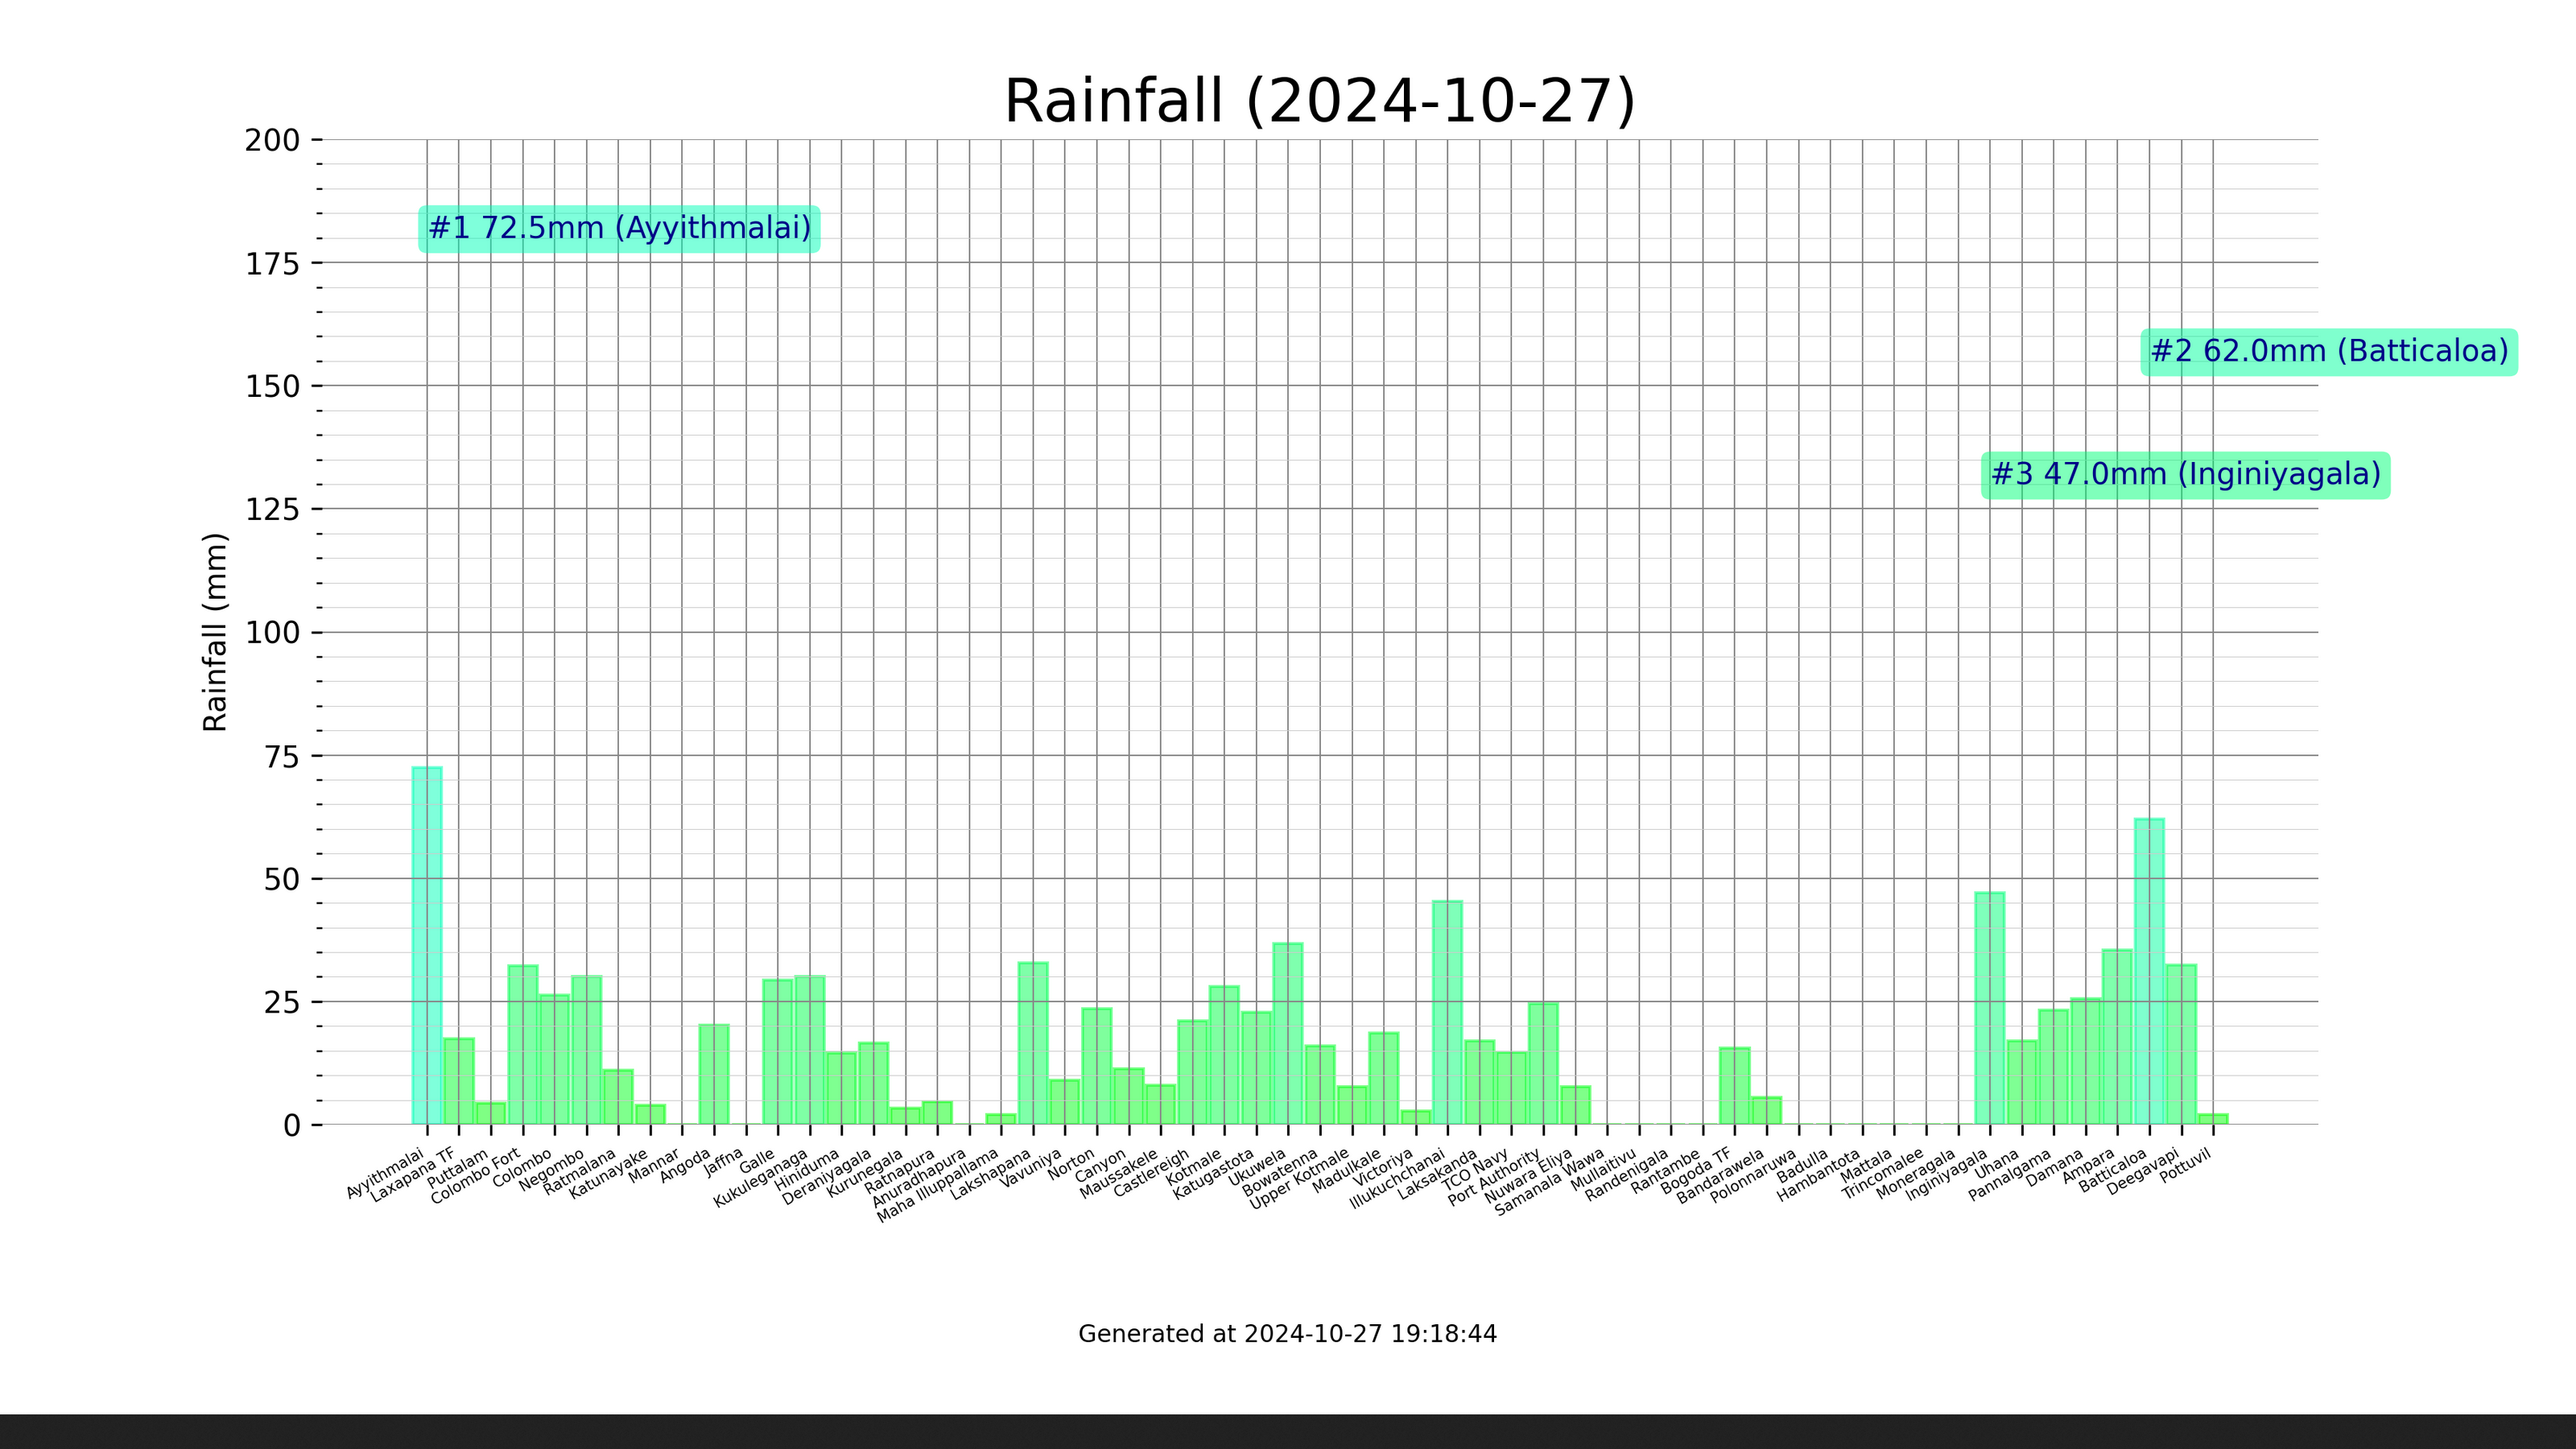 Rainfall (2024-10-27)
200
175
150
125
100
75
50
25
0
Rainfall (mm)
#1 72.5mm (Ayyithmalai)
#2 62.0mm (Batticaloa)
#3 47.0mm (Inginiyagala)
Ayyithmalai
Laxapana TF
Puttalam
Colombo Fort
Colombo
Negombo
Ratmalana
Katunayake
Mannar
Angoda
Jaffna
Galle
Kukuleganaga
Hiniduma
Deraniyagala
Kurunegala
Ratnapura
Anuradhapura
Maha Illuppallama
Lakshapana
Vavuniya
Norton
Canyon
Maussakele
Castlereigh
Kotmale
Katugastota
Ukuwela
Bowatenna
Upper Kotmale
Madulkale
Victoriya
Illukuchchanai
Laksakanda
TCO Navy
Port Authority
Nuwara Eliya
Samanala Wawa
Mullaitivu
Randenigala
Rantambe
Bogoda TF
Bandarawela
Polonnaruwa
Badulla
Hambantota
Mattala
Trincomalee
Moneragala
Inginiyagala
Uhana
Pannalgama
Damana
Ampara
Batticaloa
Deegavapi
Pottuvil
Generated at 2024-10-27 19:18:44